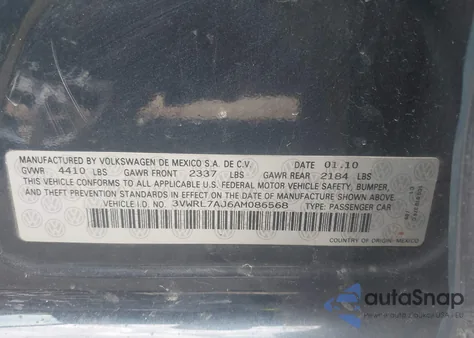 MANUFACTURED BY VOLKSWAGEN DE MEXICO S.A. DE C.V. DATE 01.10
GVWR 4410 LBS GAWR FRONT 2337 LBS GAWR REAR 2184 LBS
THIS VEHICLE CONFORMS TO ALL APPLICABLE U.S. FEDERAL MOTOR VEHICLE SAFETY, BUMPER,
AND THEFT PREVENTION STANDARDS IN EFFECT ON THE DATE OF MANUFACTURE SHOWN ABOVE.
VEHICLE I.D. NO. 3VWRL7AJ6AM086568 TYPE: PASSENGER CAR
COUNTRY OF ORIGIN: MEXICO
autoSnap